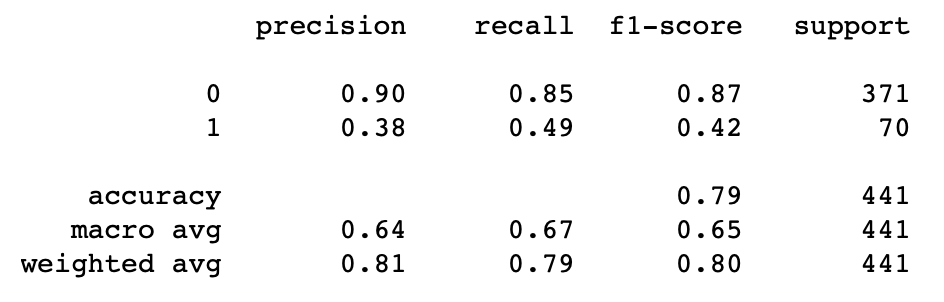 precision recall f1-score support
0 0.90 0.85 0.87 371
1 0.38 0.49 0.42 70
accuracy 0.79 441
macro avg 0.64 0.67 0.65 441
weighted avg 0.81 0.79 0.80 441